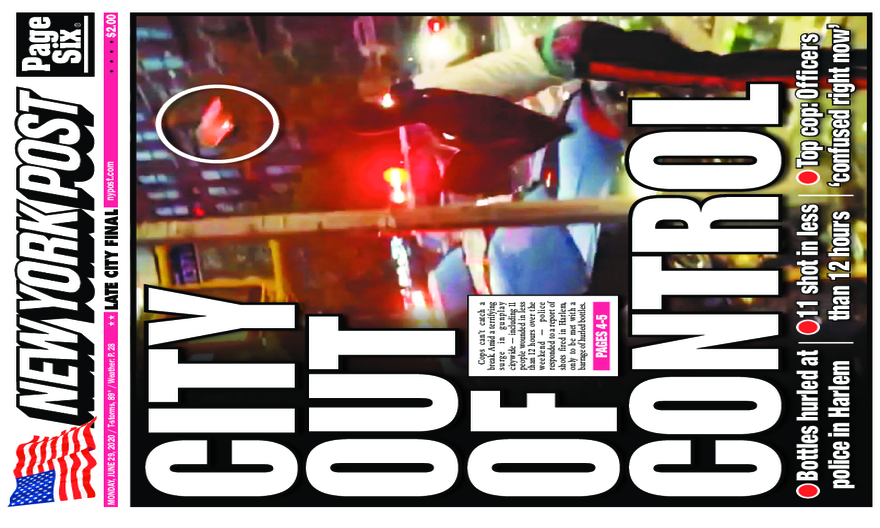 NEW YORK POST
Page
Six
MONDAY, JUNE 29, 2020 / T-storms, 89° / Weather: P. 28 ★★ LATE CITY FINAL nypost.com $2.00
CITY
OUT
OF
CONTROL
Cops can't catch a
break. Amid a terrifying
surge in gunplay
citywide — including 11
people wounded in less
than 12 hours over the
weekend — police
responded to a report of
shots fired in Harlem,
only to be met with a
barrage of hurled bottles.
PAGES 4-5
Bottles hurled at
police in Harlem
11 shot in less
than 12 hours
Top cop: Officers
'confused right now'